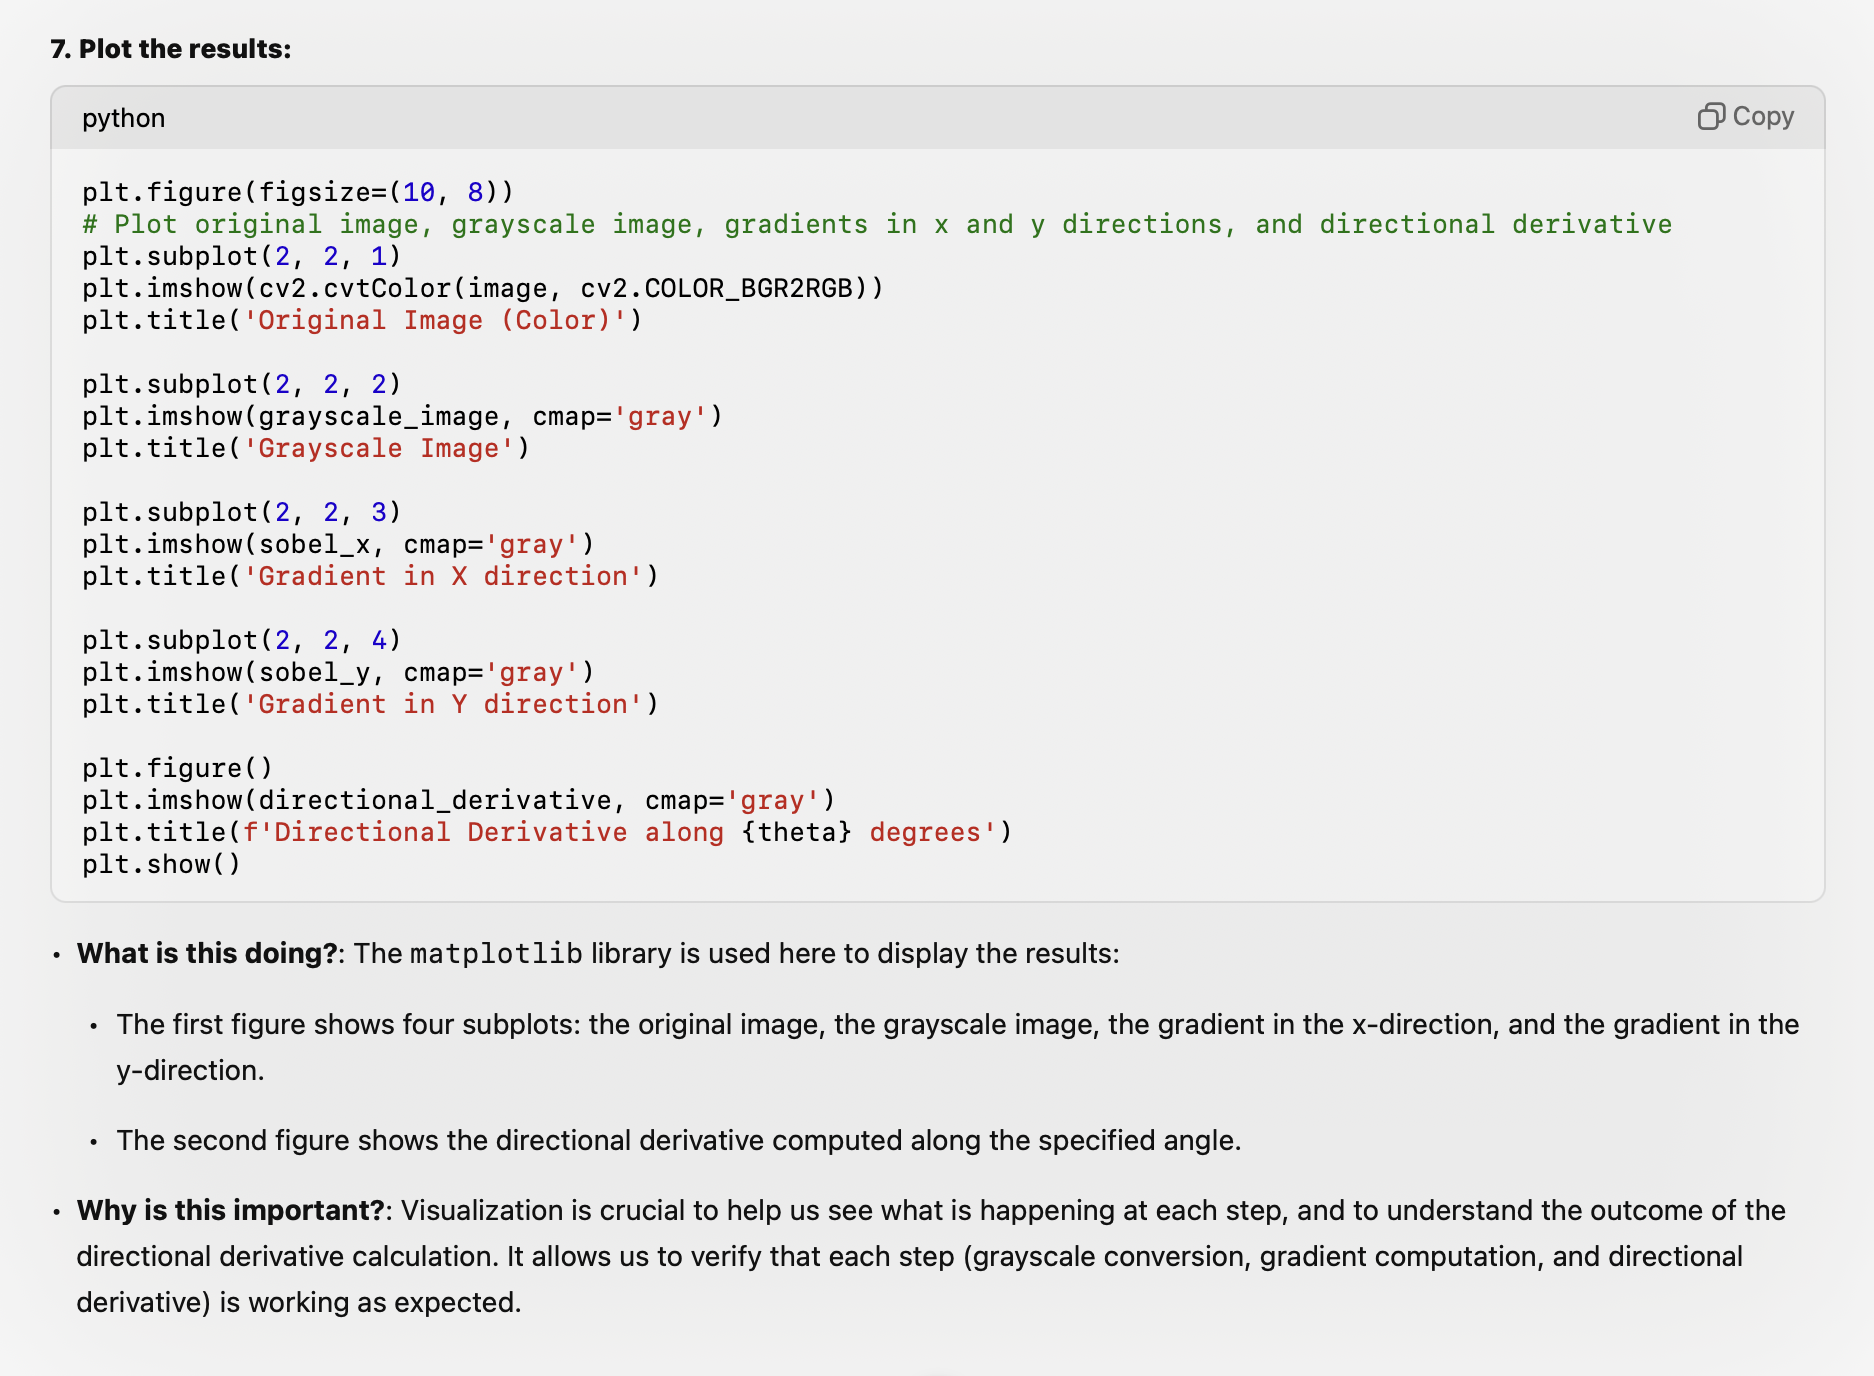 7. Plot the results:
python
Copy
plt.figure(figsize=(10, 8))
# Plot original image, grayscale image, gradients in x and y directions, and directional derivative
plt.subplot(2, 2, 1)
plt.imshow(cv2.cvtColor(image, cv2.COLOR_BGR2RGB))
plt.title('Original Image (Color)')
plt.subplot(2, 2, 2)
plt.imshow(grayscale_image, cmap='gray')
plt.title('Grayscale Image')
plt.subplot(2, 2, 3)
plt.imshow(sobel_x, cmap='gray')
plt.title('Gradient in X direction')
plt.subplot(2, 2, 4)
plt.imshow(sobel_y, cmap='gray')
plt.title('Gradient in Y direction')
plt.figure()
plt.imshow(directional_derivative, cmap='gray')
plt.title(f'Directional Derivative along {theta} degrees')
plt.show()
• What is this doing?: The matplotlib library is used here to display the results:
• The first figure shows four subplots: the original image, the grayscale image, the gradient in the x-direction, and the gradient in the
y-direction.
• The second figure shows the directional derivative computed along the specified angle.
• Why is this important?: Visualization is crucial to help us see what is happening at each step, and to understand the outcome of the
directional derivative calculation. It allows us to verify that each step (grayscale conversion, gradient computation, and directional
derivative) is working as expected.